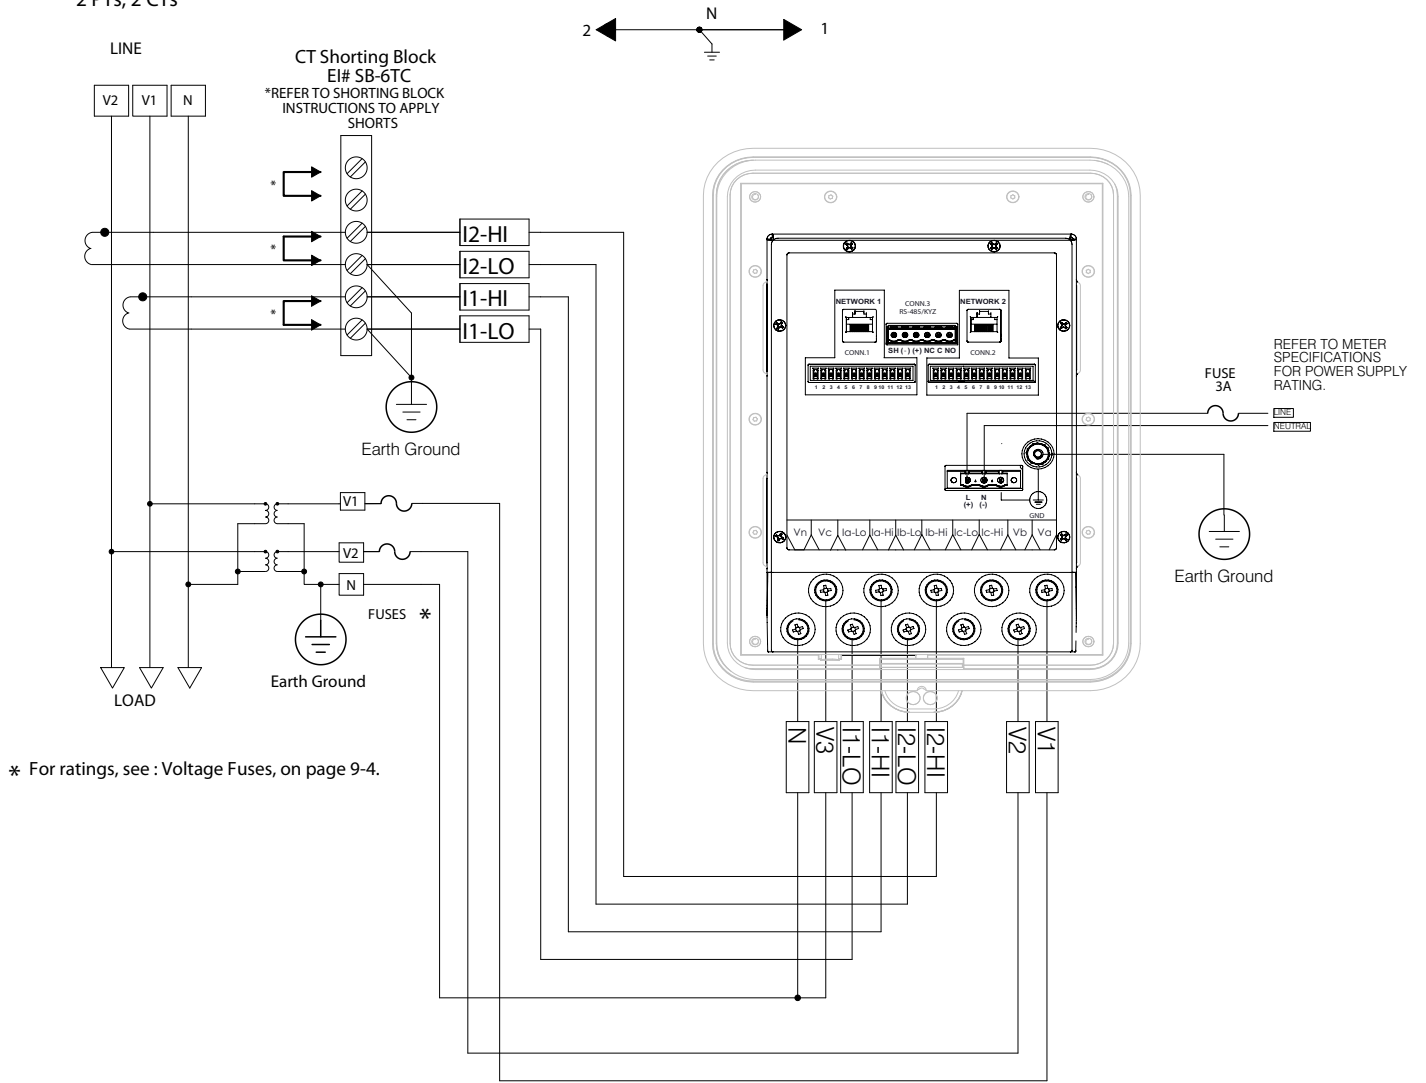 2 PTs, 2 CTs
2
N
1
LINE
V2
V1
N
CT Shorting Block
EI# SB-6TC
*REFER TO SHORTING BLOCK
INSTRUCTIONS TO APPLY
SHORTS
*
*
*
I2-HI
I2-LO
I1-HI
I1-LO
Earth Ground
V1
V2
N
FUSES *
Earth Ground
LOAD
* For ratings, see : Voltage Fuses, on page 9-4.
NETWORK 1
CONN.3
RS-485/KYZ
NETWORK 2
SH (-) (+) NC C NO
CONN.1
CONN.2
1 2 3 4 5 6 7 8 9 10 11 12 13
1 2 3 4 5 6 7 8 9 10 11 12 13
L
(+)
N
(-)
GND
Vn
Vc
Ia-Lo
Ia-Hi
Ib-Lo
Ib-Hi
Ic-Lo
Ic-Hi
Vb
Va
N
V3
I1-LO
I1-HI
I2-LO
I2-HI
V2
V1
FUSE
3A
REFER TO METER
SPECIFICATIONS
FOR POWER SUPPLY
RATING.
LINE
NEUTRAL
Earth Ground